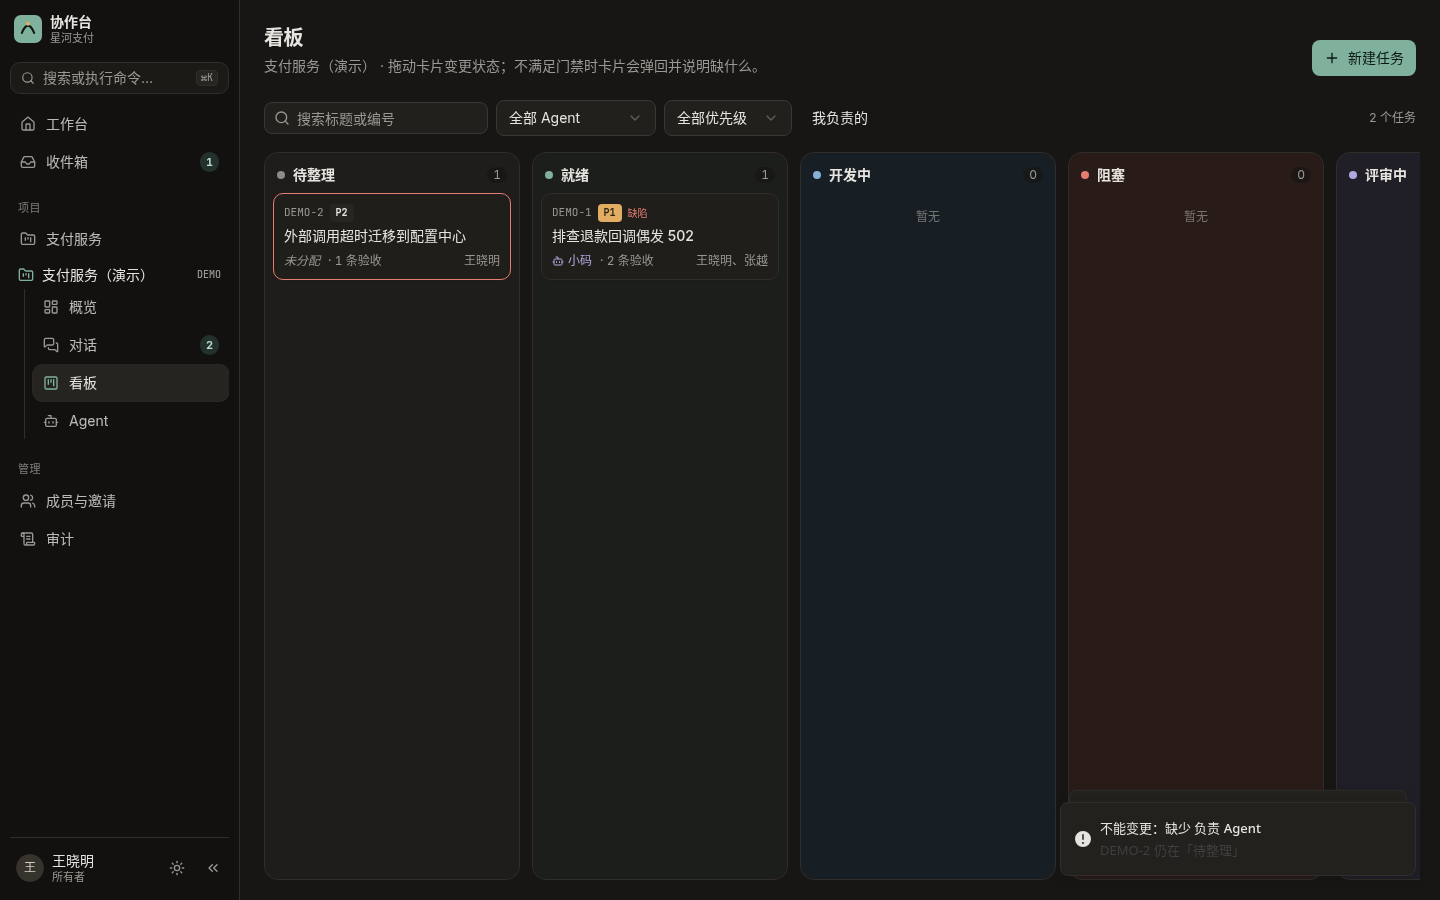 协作台
星河支付
搜索或执行命令... ⌘K
工作台
收件箱 1
项目
支付服务
支付服务（演示） DEMO
概览
对话 2
看板
Agent
管理
成员与邀请
审计
王 王晓明
所有者
看板
支付服务（演示） · 拖动卡片变更状态；不满足门禁时卡片会弹回并说明缺什么。
新建任务
搜索标题或编号 全部 Agent 全部优先级 我负责的 2 个任务
待整理 1
DEMO-2 P2
外部调用超时迁移到配置中心
未分配 · 1 条验收 王晓明
就绪 1
DEMO-1 P1 缺陷
排查退款回调偶发 502
小码 · 2 条验收 王晓明、张越
开发中 0
暂无
阻塞 0
暂无
评审中
不能变更：缺少 负责 Agent
DEMO-2 仍在「待整理」